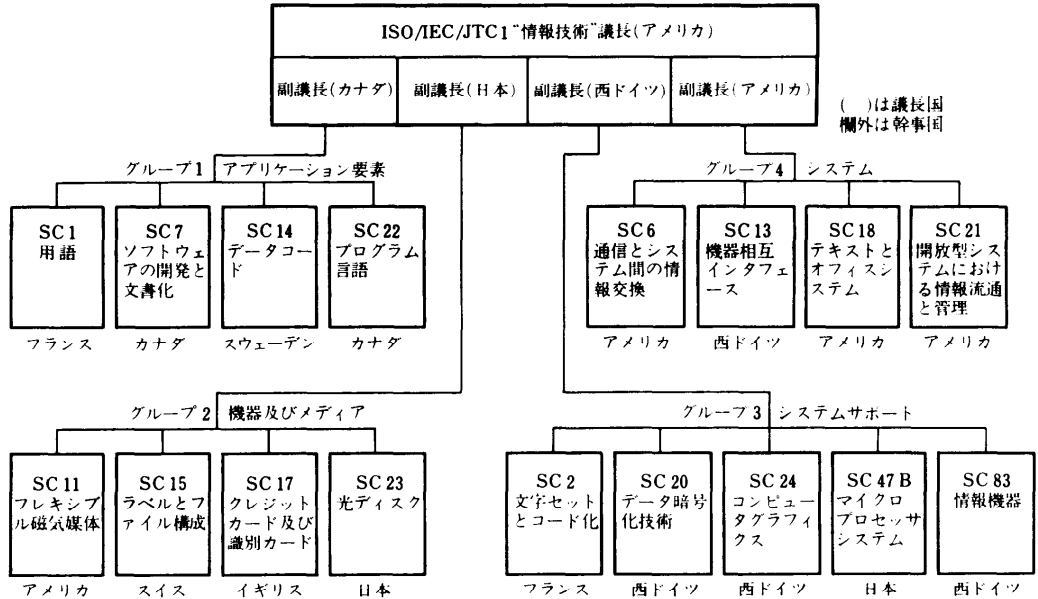 ISO/IEC/JTC1“情報技術”議長(アメリカ)
副議長(カナダ) 副議長(日本) 副議長(西ドイツ) 副議長(アメリカ)
( )は議長国
欄外は幹事国
グループ1 アプリケーション要素
SC1
用語
フランス
SC7
ソフトウェ
アの開発と
文書化
カナダ
SC14
データコー
ド
スウェーデン
SC22
プログラム
言語
カナダ
グループ4 システム
SC6
通信とシス
テム間の情
報交換
アメリカ
SC13
機器相互
インタフェ
ース
西ドイツ
SC18
テキストと
オフィスシ
ステム
アメリカ
SC21
開放型シス
テムにおけ
る情報流通
と管理
アメリカ
グループ2 機器及びメディア
SC11
フレキシブ
ル磁気媒体
アメリカ
SC15
ラベルとフ
ァイル構成
スイス
SC17
クレジット
カード及び
識別カード
イギリス
SC23
光ディスク
日本
グループ3 システムサポート
SC2
文字セット
とコード化
フランス
SC20
データ暗号
化技術
西ドイツ
SC24
コンピュー
タグラフィ
クス
西ドイツ
SC47B
マイクロ
プロセッサ
システム
日本
SC83
情報機器
西ドイツ